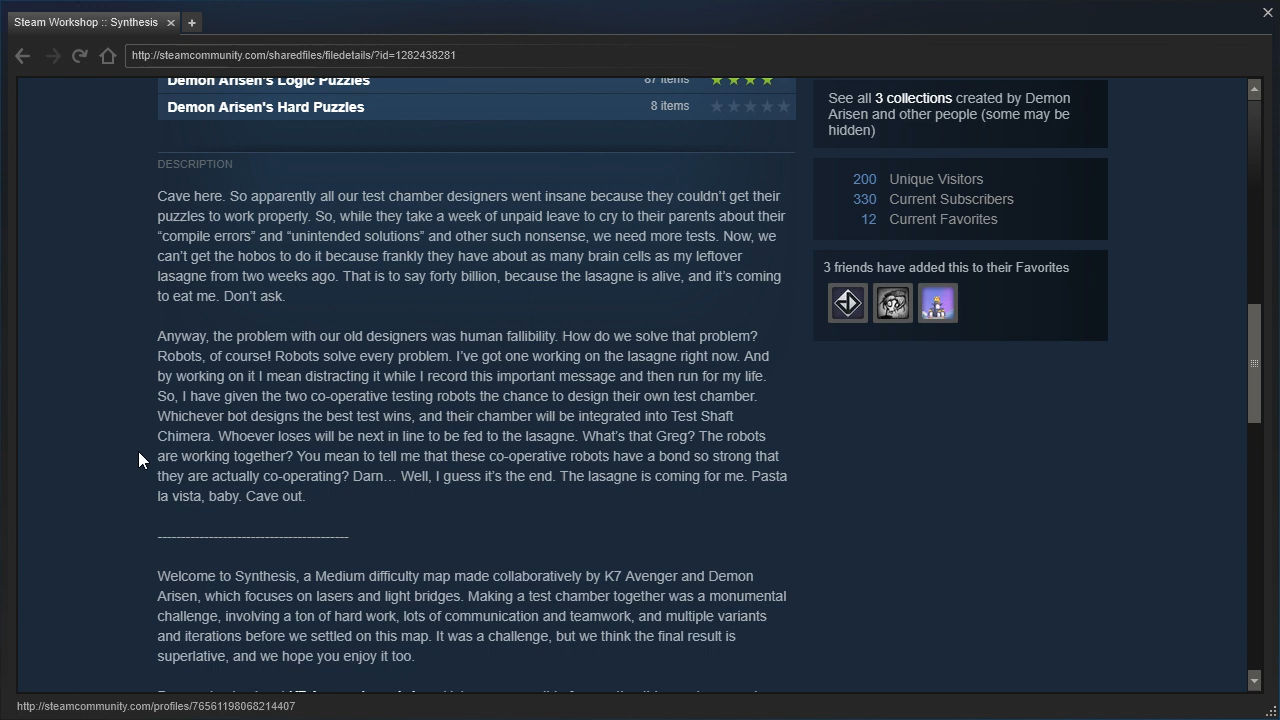 Steam Workshop :: Synthesis
http://steamcommunity.com/sharedfiles/filedetails/?id=1282438281
Demon Arisen's Logic Puzzles 87 items
Demon Arisen's Hard Puzzles 8 items
DESCRIPTION
Cave here. So apparently all our test chamber designers went insane because they couldn’t get their
puzzles to work properly. So, while they take a week of unpaid leave to cry to their parents about their
“compile errors” and “unintended solutions” and other such nonsense, we need more tests. Now, we
can’t get the hobos to do it because frankly they have about as many brain cells as my leftover
lasagne from two weeks ago. That is to say forty billion, because the lasagne is alive, and it’s coming
to eat me. Don’t ask.
Anyway, the problem with our old designers was human fallibility. How do we solve that problem?
Robots, of course! Robots solve every problem. I’ve got one working on the lasagne right now. And
by working on it I mean distracting it while I record this important message and then run for my life.
So, I have given the two co-operative testing robots the chance to design their own test chamber.
Whichever bot designs the best test wins, and their chamber will be integrated into Test Shaft
Chimera. Whoever loses will be next in line to be fed to the lasagne. What’s that Greg? The robots
are working together? You mean to tell me that these co-operative robots have a bond so strong that
they are actually co-operating? Darn… Well, I guess it’s the end. The lasagne is coming for me. Pasta
la vista, baby. Cave out.
-----------------------------------------
Welcome to Synthesis, a Medium difficulty map made collaboratively by K7 Avenger and Demon
Arisen, which focuses on lasers and light bridges. Making a test chamber together was a monumental
challenge, involving a ton of hard work, lots of communication and teamwork, and multiple variants
and iterations before we settled on this map. It was a challenge, but we think the final result is
superlative, and we hope you enjoy it too.
See all 3 collections created by Demon
Arisen and other people (some may be
hidden)
200 Unique Visitors
330 Current Subscribers
12 Current Favorites
3 friends have added this to their Favorites
http://steamcommunity.com/profiles/76561198068214407